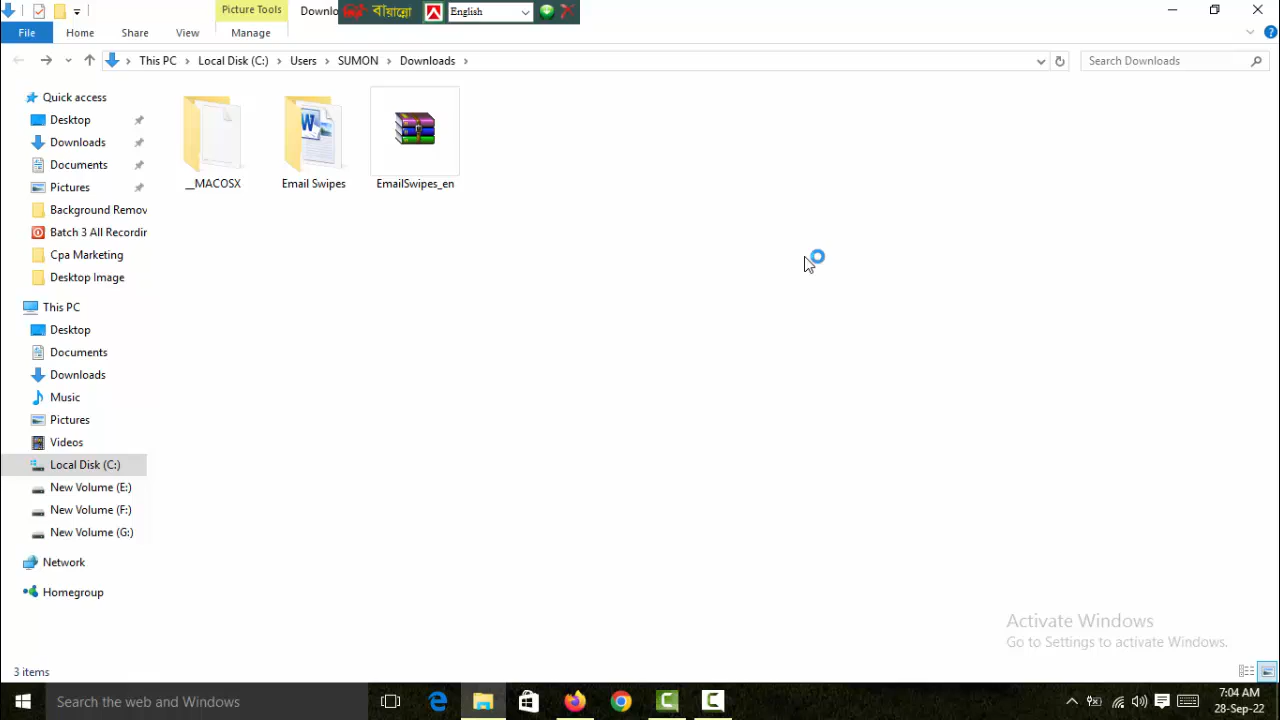 Picture Tools
Downlo
বায়ান্নো
English
File
Home
Share
View
Manage
This PC
Local Disk (C:)
Users
SUMON
Downloads
Search Downloads
Quick access
Desktop
Downloads
Documents
Pictures
Background Remov
Batch 3 All Recordin
Cpa Marketing
Desktop Image
This PC
Desktop
Documents
Downloads
Music
Pictures
Videos
Local Disk (C:)
New Volume (E:)
New Volume (F:)
New Volume (G:)
Network
Homegroup
__MACOSX
Email Swipes
EmailSwipes_en
Activate Windows
Go to Settings to activate Windows.
3 items
Search the web and Windows
7:04 AM
28-Sep-22